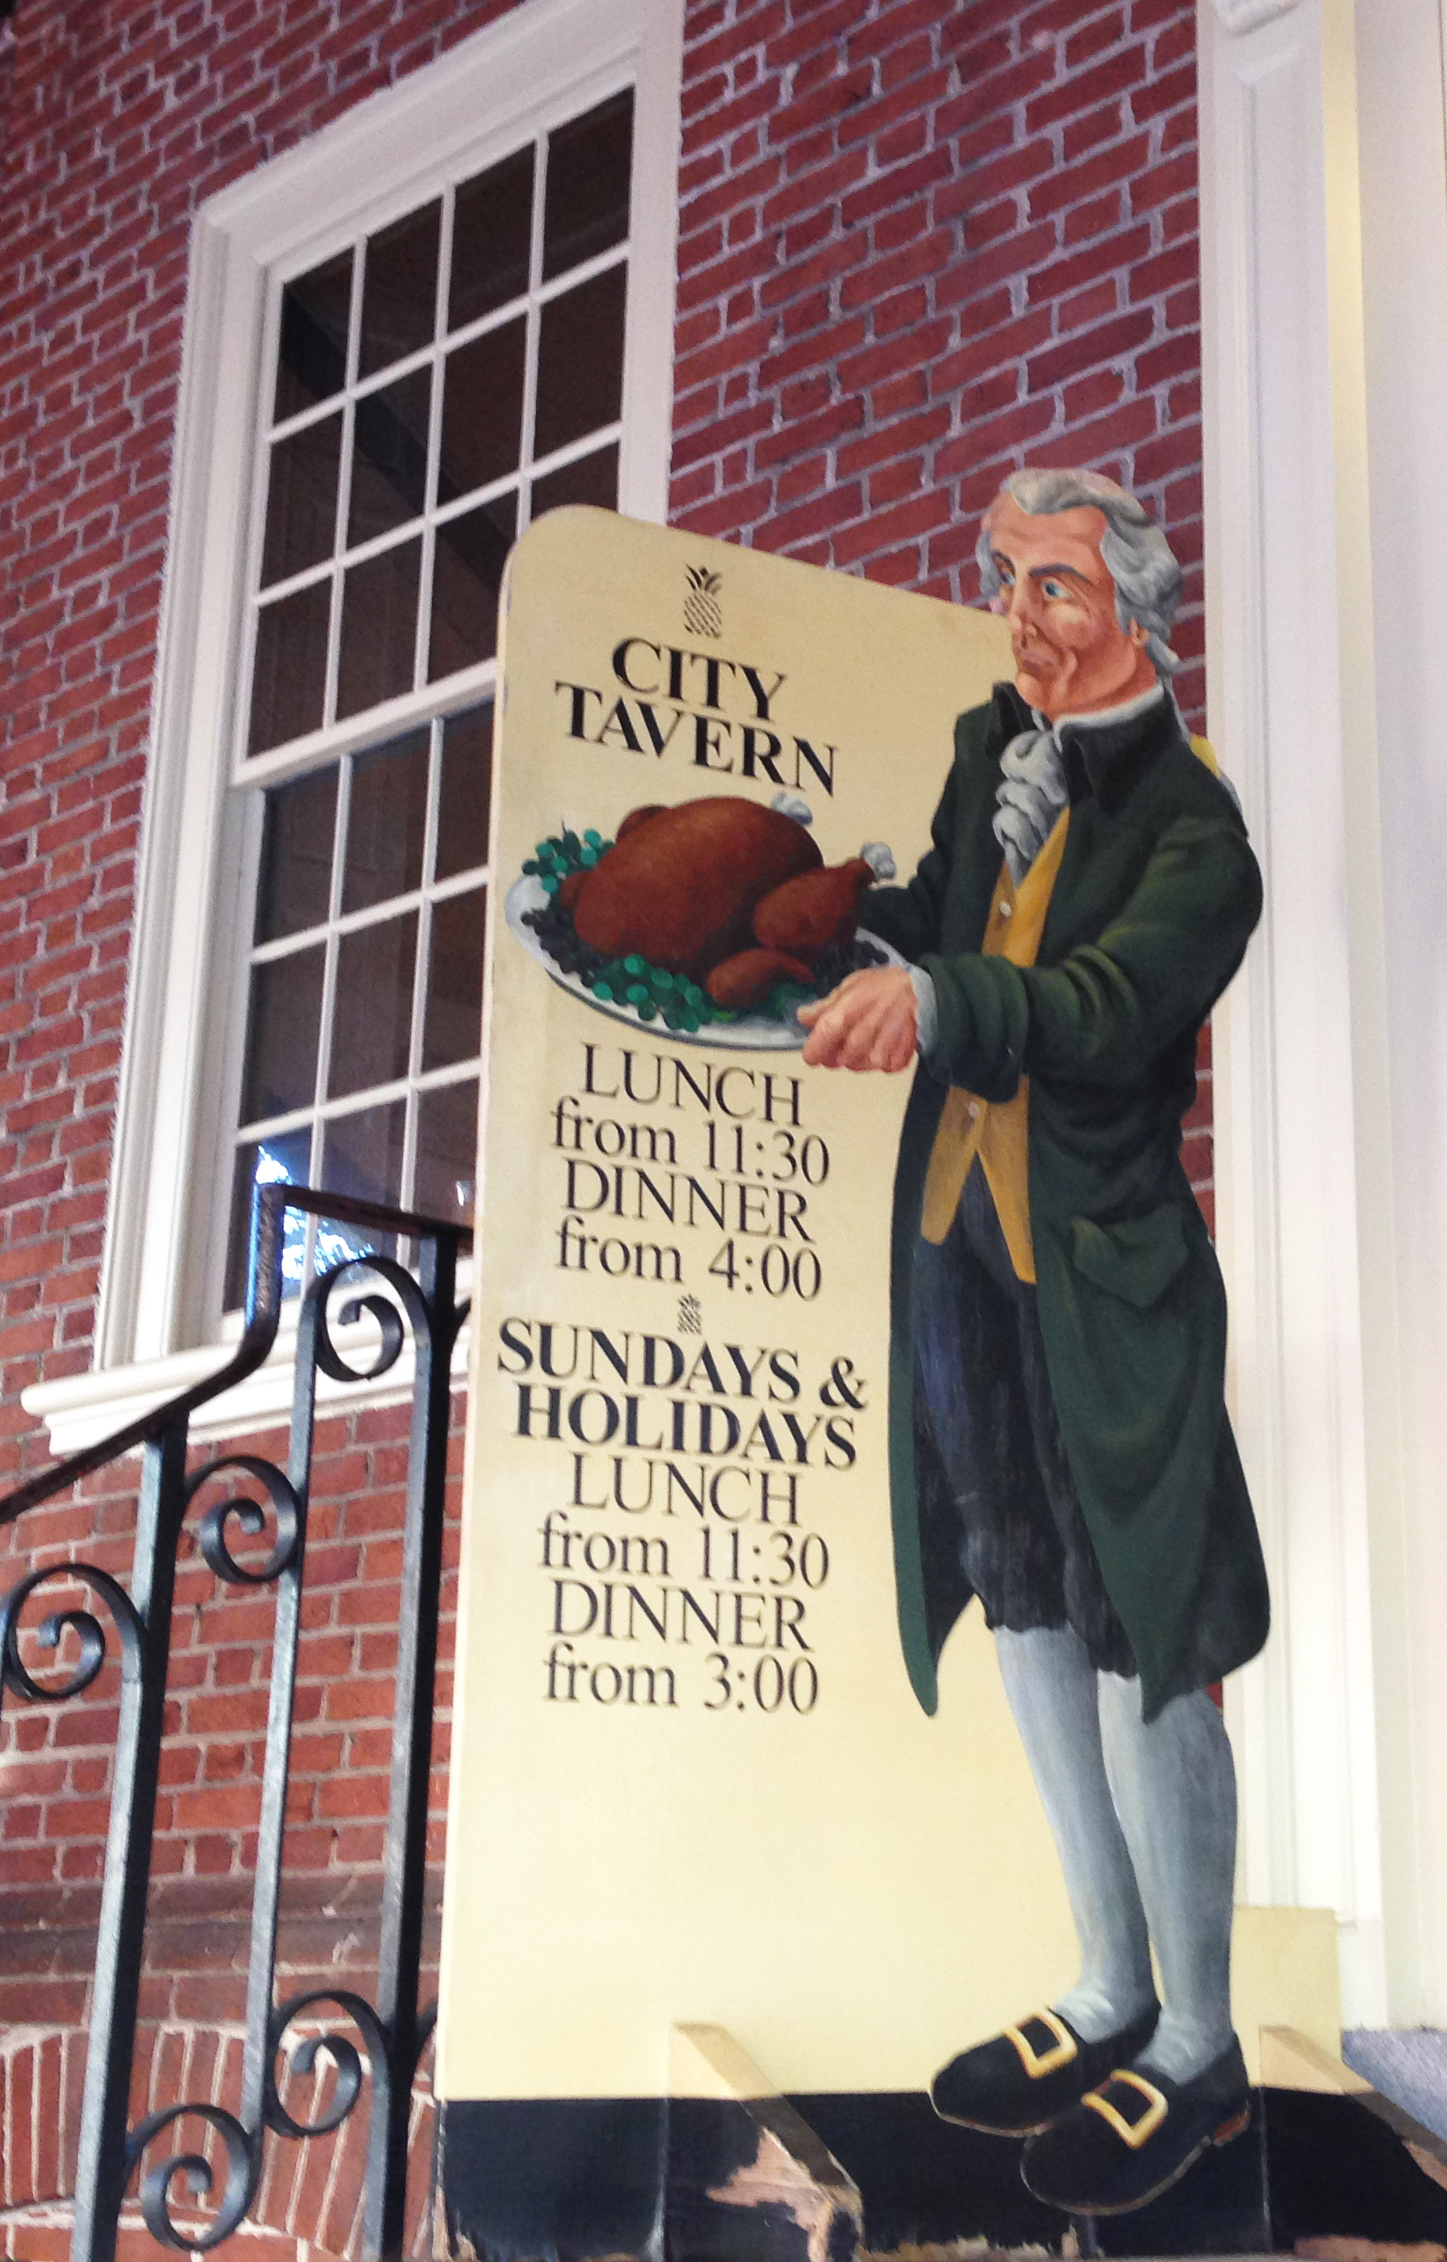 CITY
TAVERN
LUNCH
from 11:30
DINNER
from 4:00
SUNDAYS &
HOLIDAYS
LUNCH
from 11:30
DINNER
from 3:00